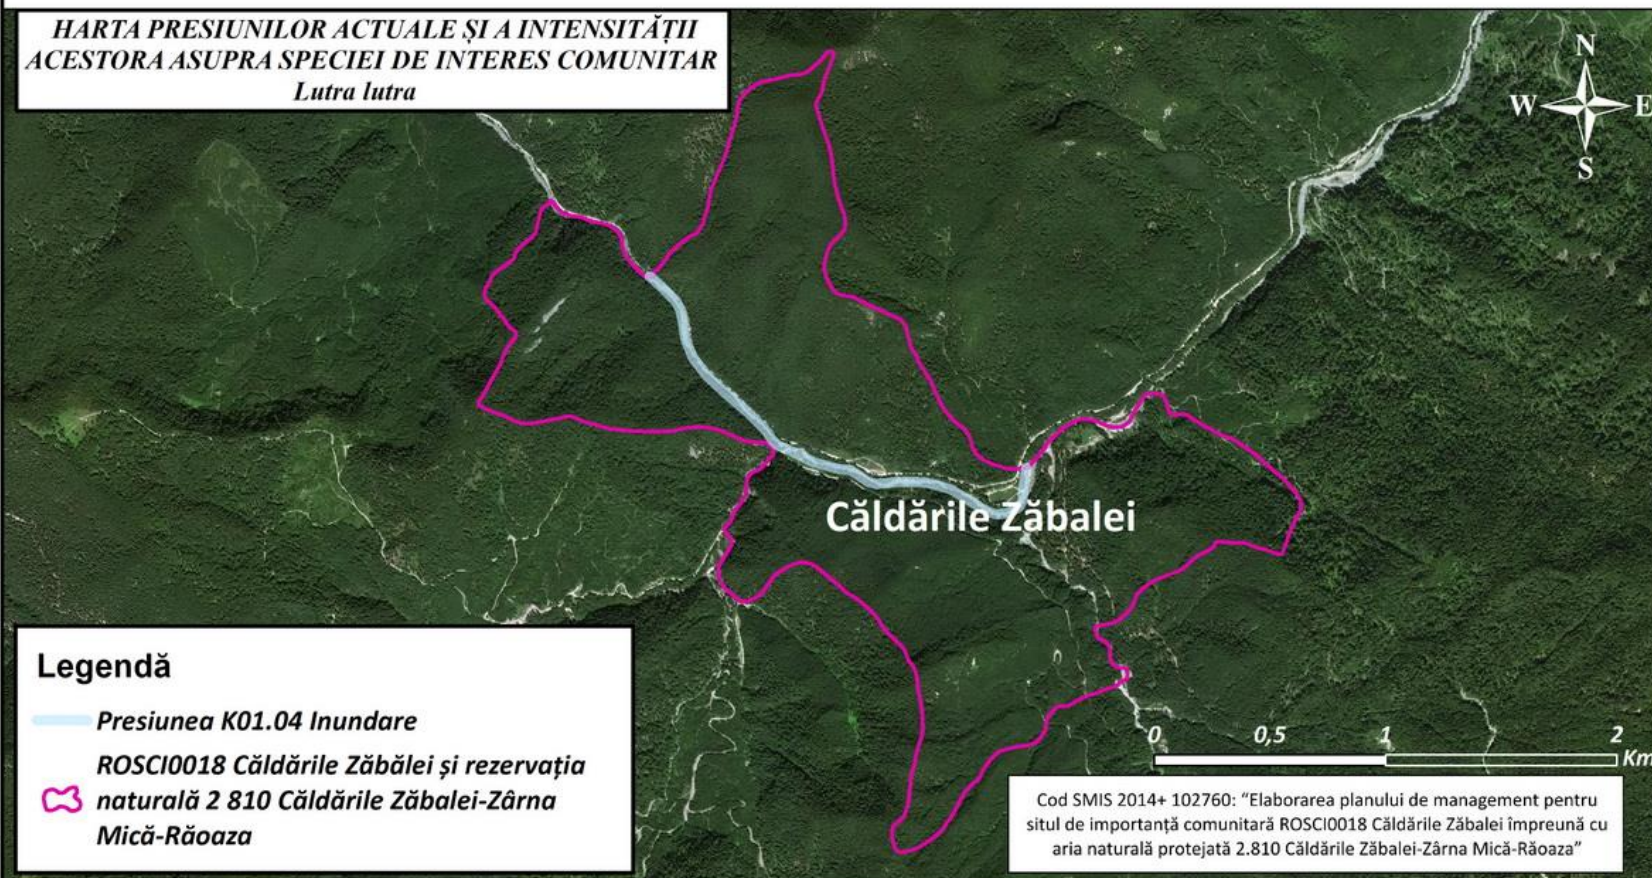 HARTA PRESIUNILOR ACTUALE ȘI A INTENSITĂȚII
ACESTORA ASUPRA SPECIEI DE INTERES COMUNITAR
Lutra lutra
N
W
E
S
Căldările Zăbalei
Legendă
Presiunea K01.04 Inundare
ROSCI0018 Căldările Zăbălei și rezervația
naturală 2 810 Căldările Zăbalei-Zârna
Mică-Răoaza
0 0,5 1 2
Km
Cod SMIS 2014+ 102760: “Elaborarea planului de management pentru
situl de importanță comunitară ROSCI0018 Căldările Zăbalei împreună cu
aria naturală protejată 2.810 Căldările Zăbalei-Zârna Mică-Răoaza”